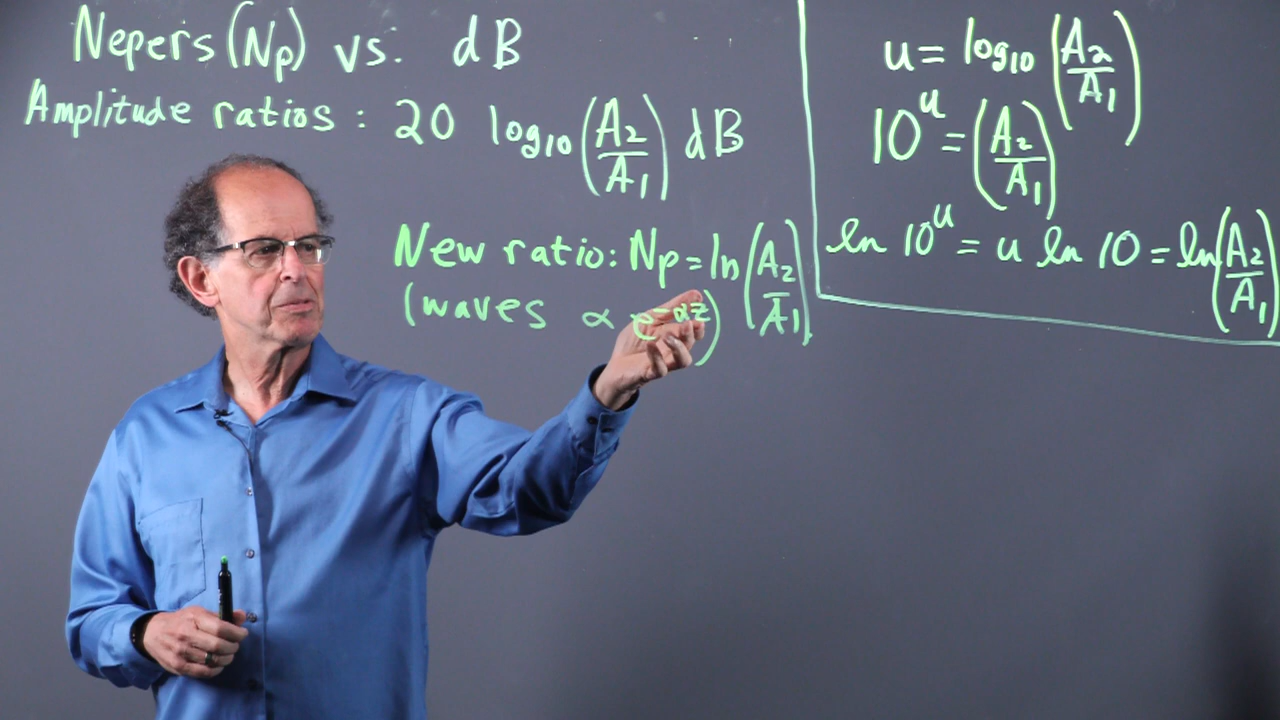 Nepers (Np) vs. dB
Amplitude ratios : 20 log₁₀(A₂/A₁) dB
New ratio: Np = ln(A₂/A₁)
(waves ∝ e^-αz)
u = log₁₀(A₂/A₁)
10^u = (A₂/A₁)
ln 10^u = u ln 10 = ln(A₂/A₁)